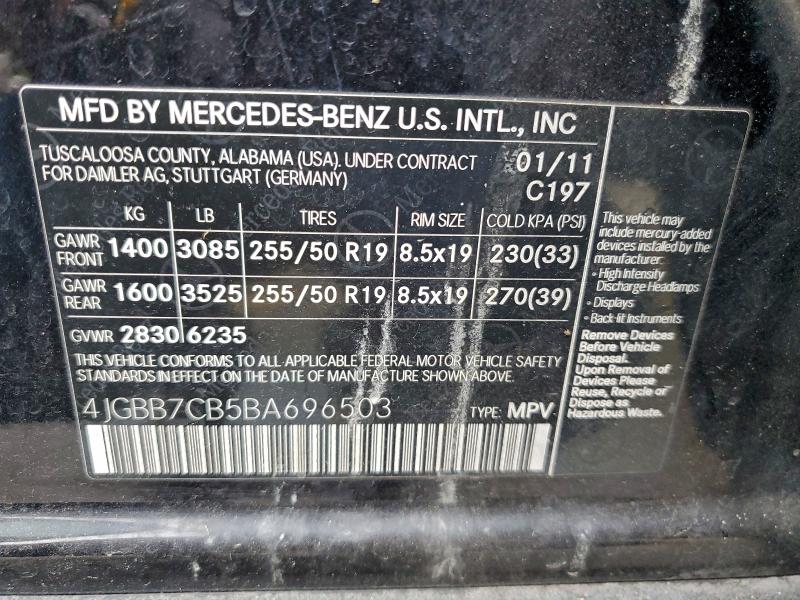 MFD BY MERCEDES-BENZ U.S. INTL., INC
TUSCALOOSA COUNTY, ALABAMA (USA). UNDER CONTRACT
FOR DAIMLER AG, STUTTGART (GERMANY)
01/11
C197
KG LB TIRES RIM SIZE COLD KPA (PSI)
GAWR FRONT 1400 3085 255/50 R19 8.5x19 230(33)
GAWR REAR 1600 3525 255/50 R19 8.5x19 270(39)
GVWR 2830 6235
THIS VEHICLE CONFORMS TO ALL APPLICABLE FEDERAL MOTOR VEHICLE SAFETY
STANDARDS IN EFFECT ON THE DATE OF MANUFACTURE SHOWN ABOVE.
4JGBB7CB5BA696503 TYPE: MPV
This vehicle may
include mercury-added
devices installed by the
manufacturer:
• High Intensity
Discharge Headlamps
• Displays
• Back-lit Instruments
Remove Devices
Before Vehicle
Disposal.
Upon Removal of
Devices Please
Reuse, Recycle or
Dispose as
Hazardous Waste.